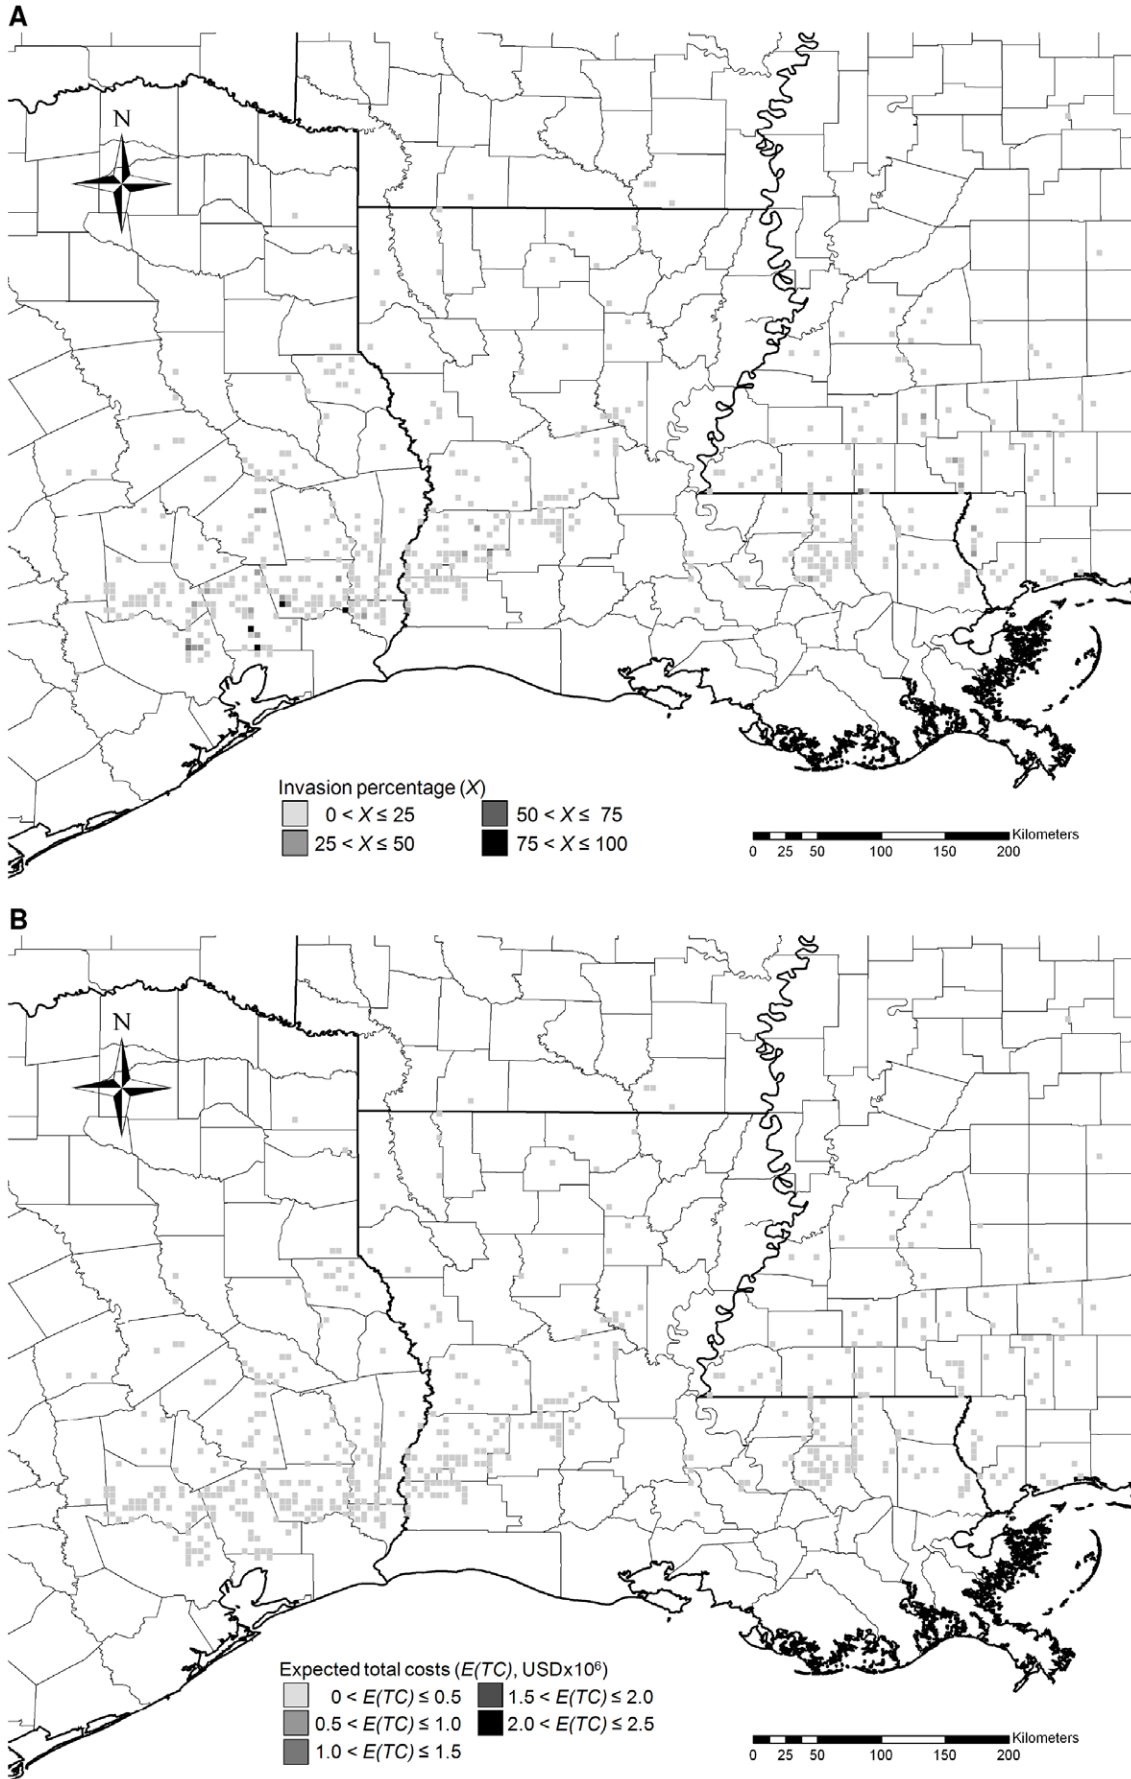 A
N
Invasion percentage (X)
0 < X ≤ 25
50 < X ≤ 75
25 < X ≤ 50
75 < X ≤ 100
Kilometers
0 25 50 100 150 200
B
N
Expected total costs (E(TC), USDx10⁶)
0 < E(TC) ≤ 0.5
1.5 < E(TC) ≤ 2.0
0.5 < E(TC) ≤ 1.0
2.0 < E(TC) ≤ 2.5
1.0 < E(TC) ≤ 1.5
Kilometers
0 25 50 100 150 200